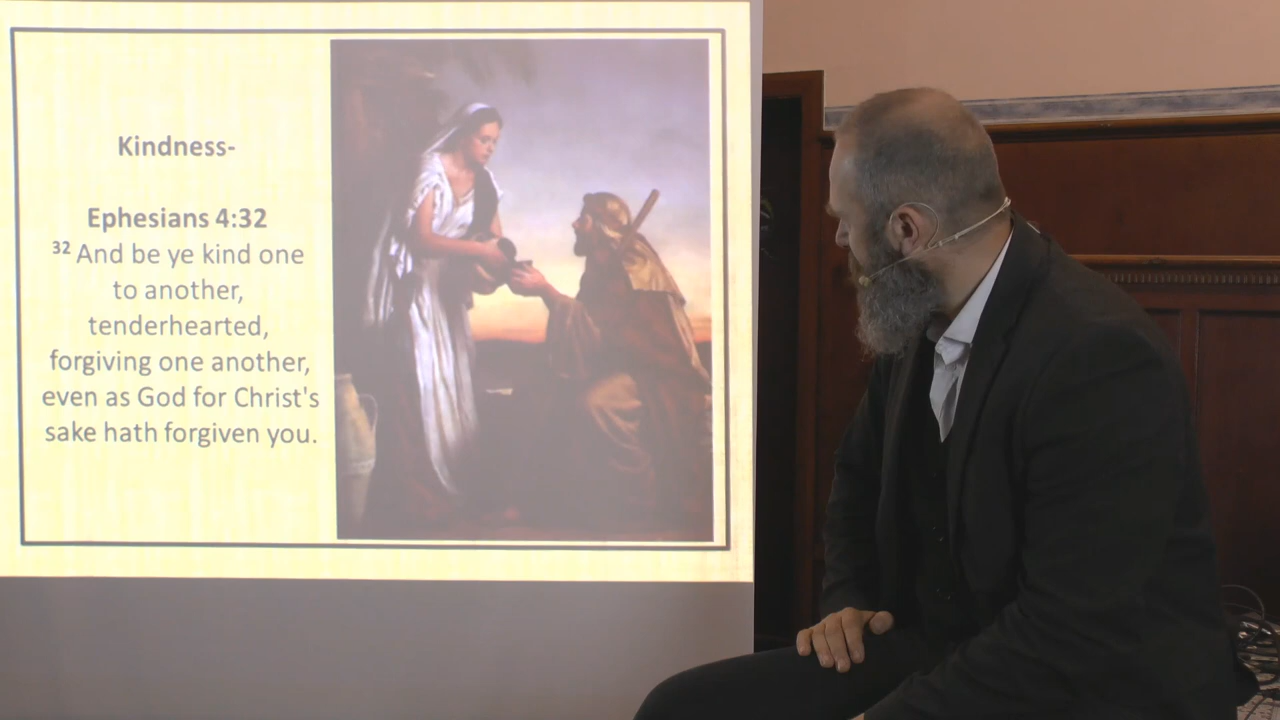 Kindness-
Ephesians 4:32
³² And be ye kind one
to another,
tenderhearted,
forgiving one another,
even as God for Christ's
sake hath forgiven you.